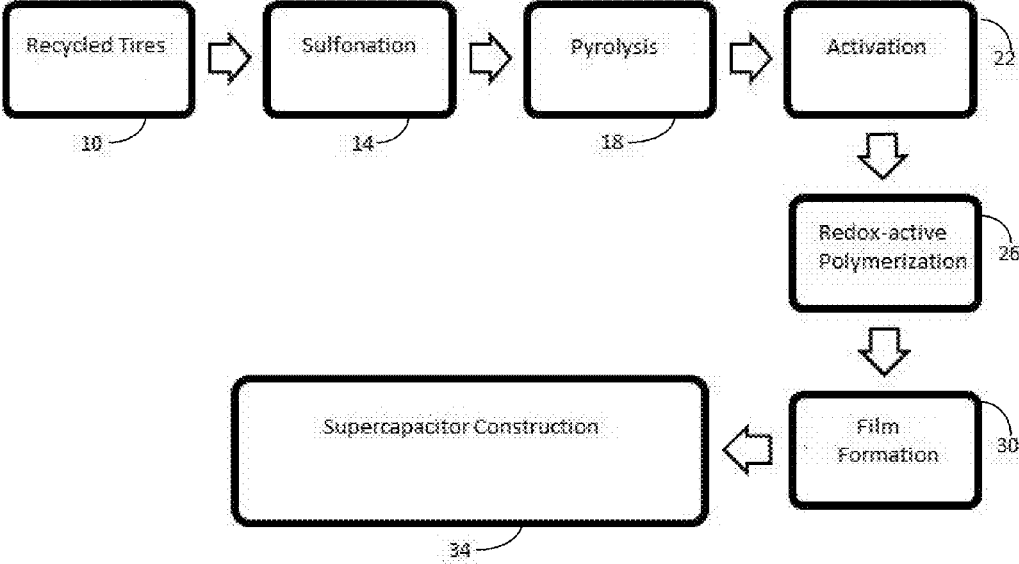 Recycled Tires
Sulfonation
Pyrolysis
Activation
22
10
14
18
Redox-active
Polymerization
26
Film
Formation
30
Supercapacitor Construction
34